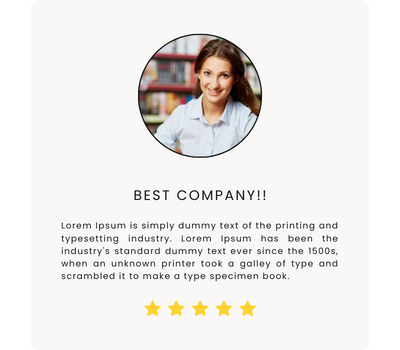 BEST COMPANY!!
Lorem Ipsum is simply dummy text of the printing and
typesetting industry. Lorem Ipsum has been the
industry's standard dummy text ever since the 1500s,
when an unknown printer took a galley of type and
scrambled it to make a type specimen book.